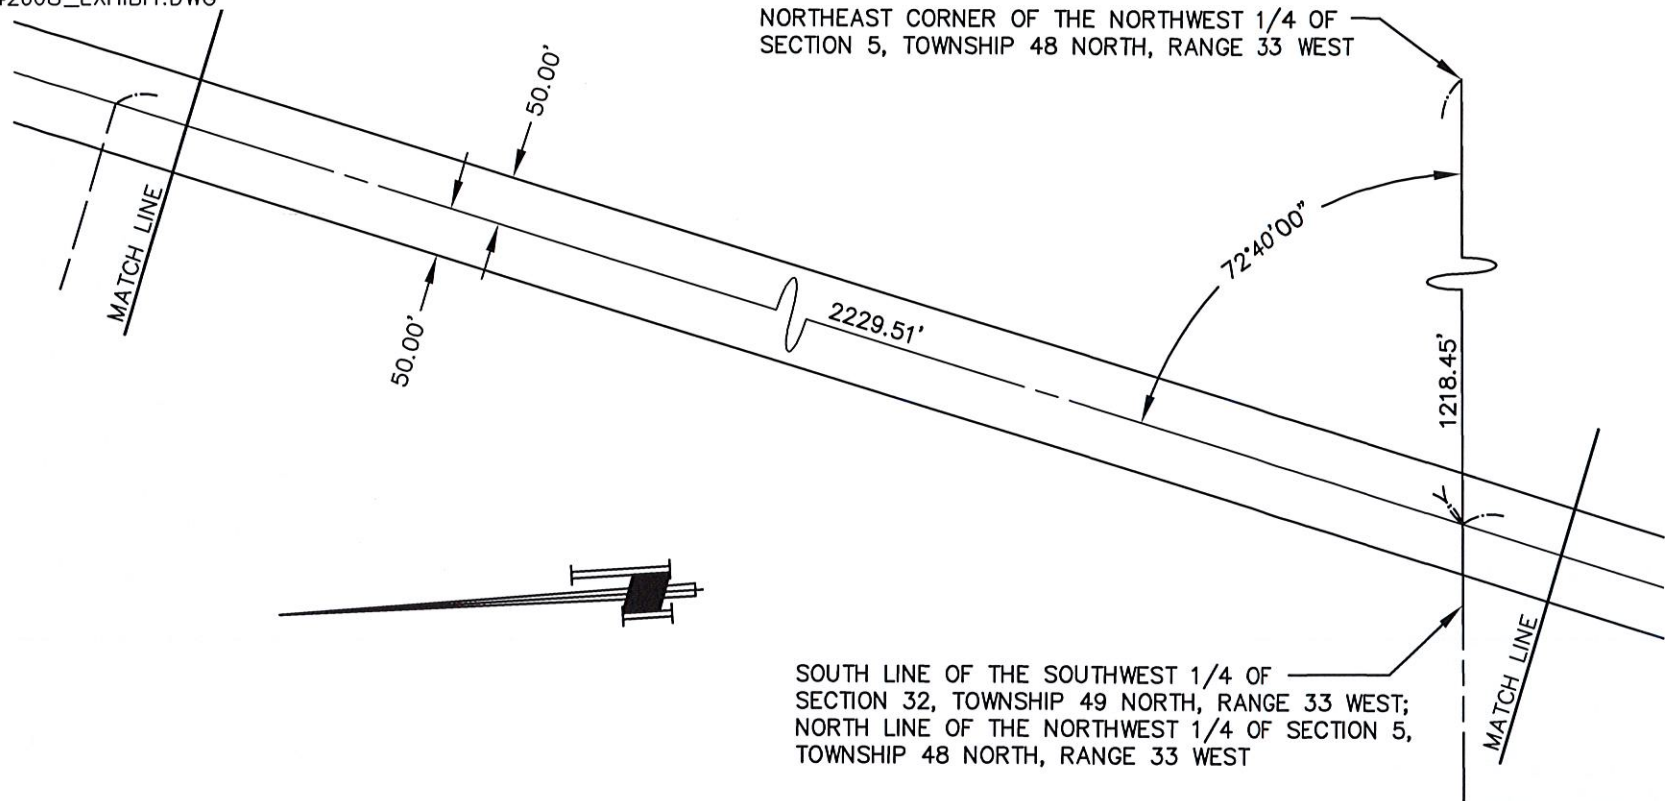 NORTHEAST CORNER OF THE NORTHWEST 1/4 OF
SECTION 5, TOWNSHIP 48 NORTH, RANGE 33 WEST
50.00'
MATCH LINE
72°40'00"
50.00'
2229.51'
1218.45'
SOUTH LINE OF THE SOUTHWEST 1/4 OF
SECTION 32, TOWNSHIP 49 NORTH, RANGE 33 WEST;
NORTH LINE OF THE NORTHWEST 1/4 OF SECTION 5,
TOWNSHIP 48 NORTH, RANGE 33 WEST
MATCH LINE